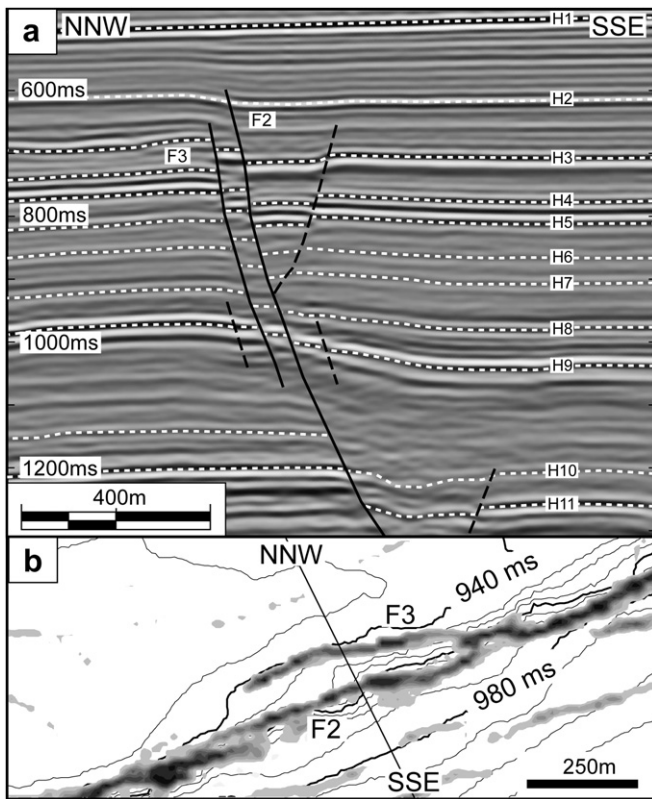 a
NNW
SSE
H1
600ms
H2
F2
F3
H3
H4
800ms
H5
H6
H7
H8
1000ms
H9
1200ms
H10
400m
H11
b
NNW
940 ms
F3
980 ms
F2
SSE
250m